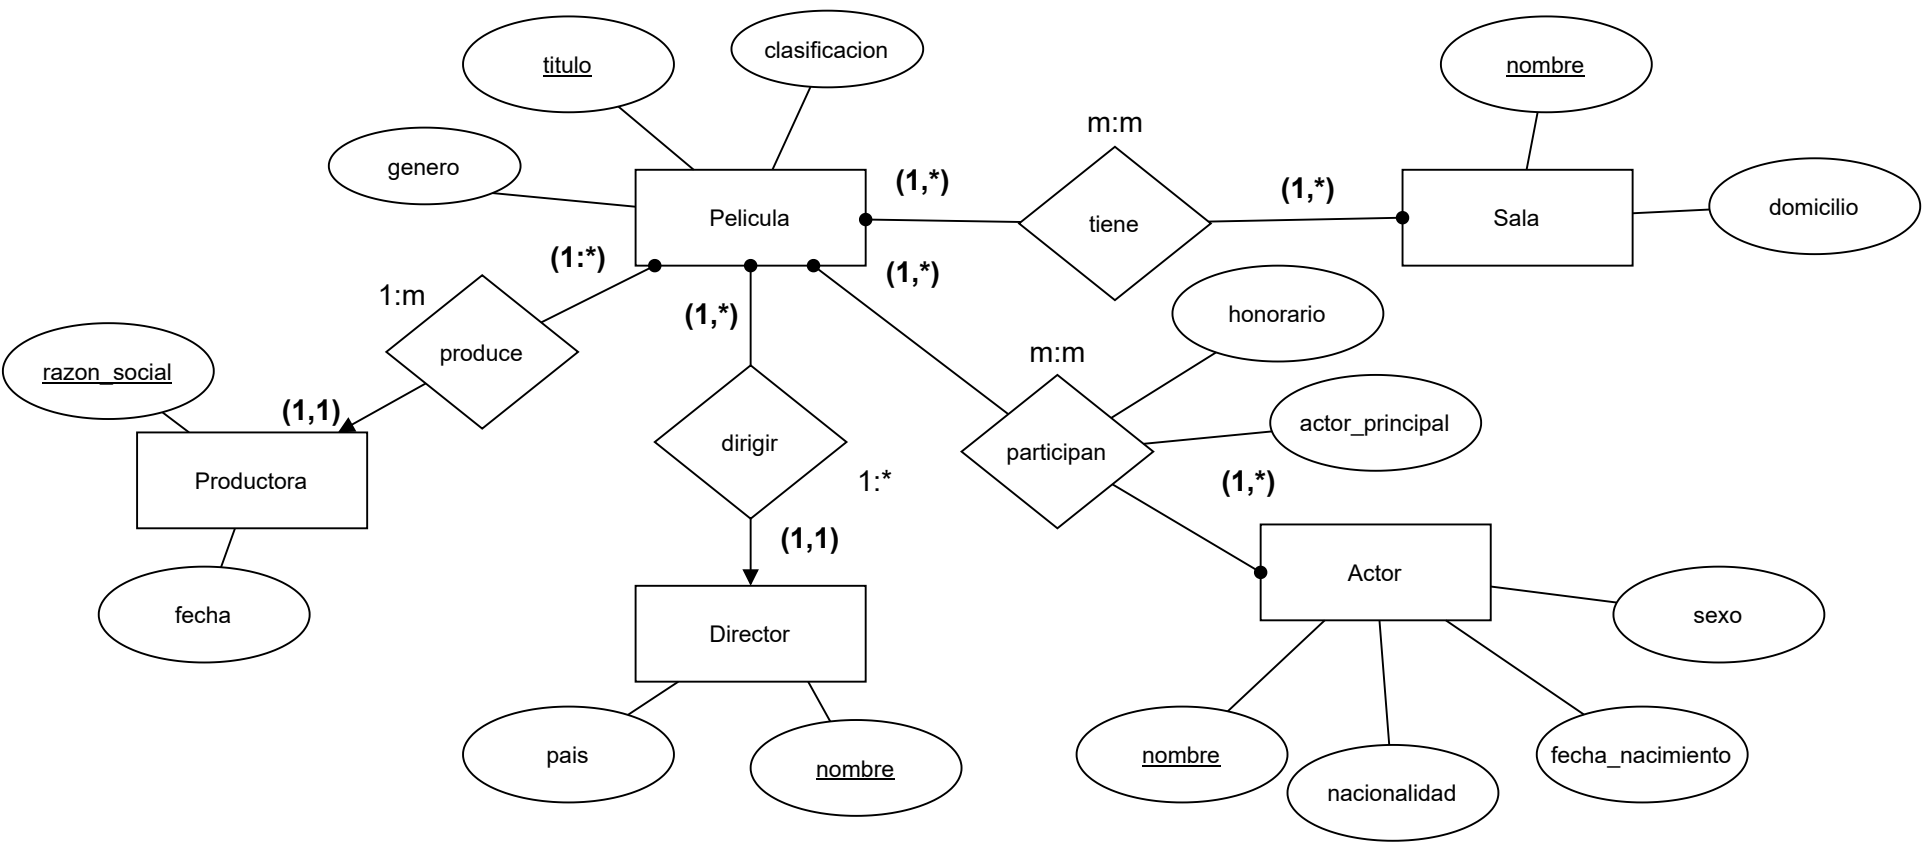 titulo
clasificacion
nombre
genero
m:m
domicilio
(1,*)
(1,*)
Pelicula
tiene
Sala
(1:*)
(1,*)
1:m
(1,*)
honorario
produce
m:m
razon_social
(1,1)
actor_principal
dirigir
participan
Productora
1:*
(1,*)
(1,1)
Actor
fecha
Director
sexo
pais
nombre
nombre
nacionalidad
fecha_nacimiento